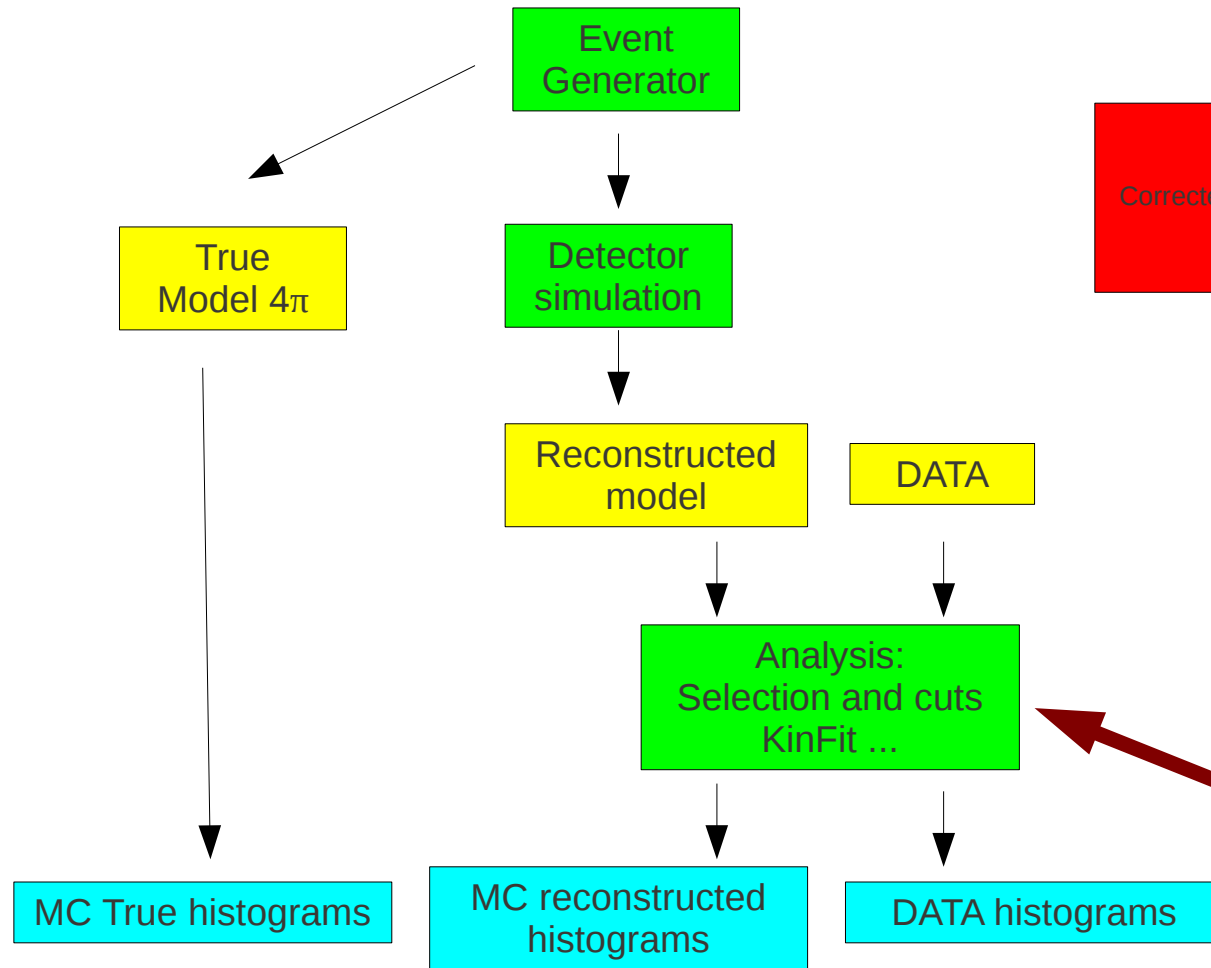 Event
Generator
True
Model 4π
Detector
simulation
Reconstructed
model
DATA
Analysis:
Selection and cuts
KinFit ...
MC True histograms
MC reconstructed
histograms
DATA histograms